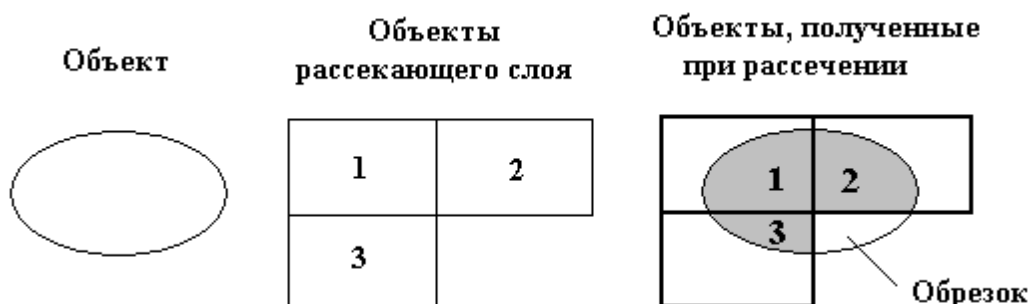 Объект
Объекты
рассекающего слоя
Объекты, полученные
при рассечении
1
2
3
1
2
3
Обрезок